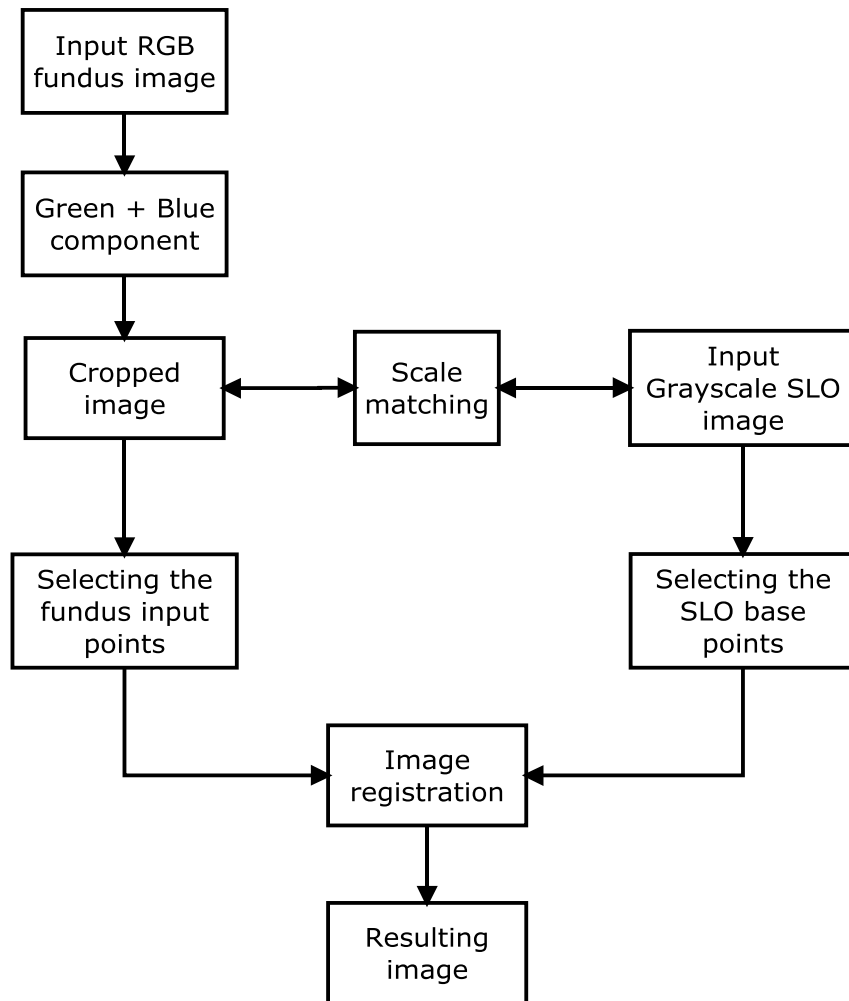 Input RGB
fundus image
Green + Blue
component
Cropped
image
Scale
matching
Input
Grayscale SLO
image
Selecting the
fundus input
points
Selecting the
SLO base
points
Image
registration
Resulting
image